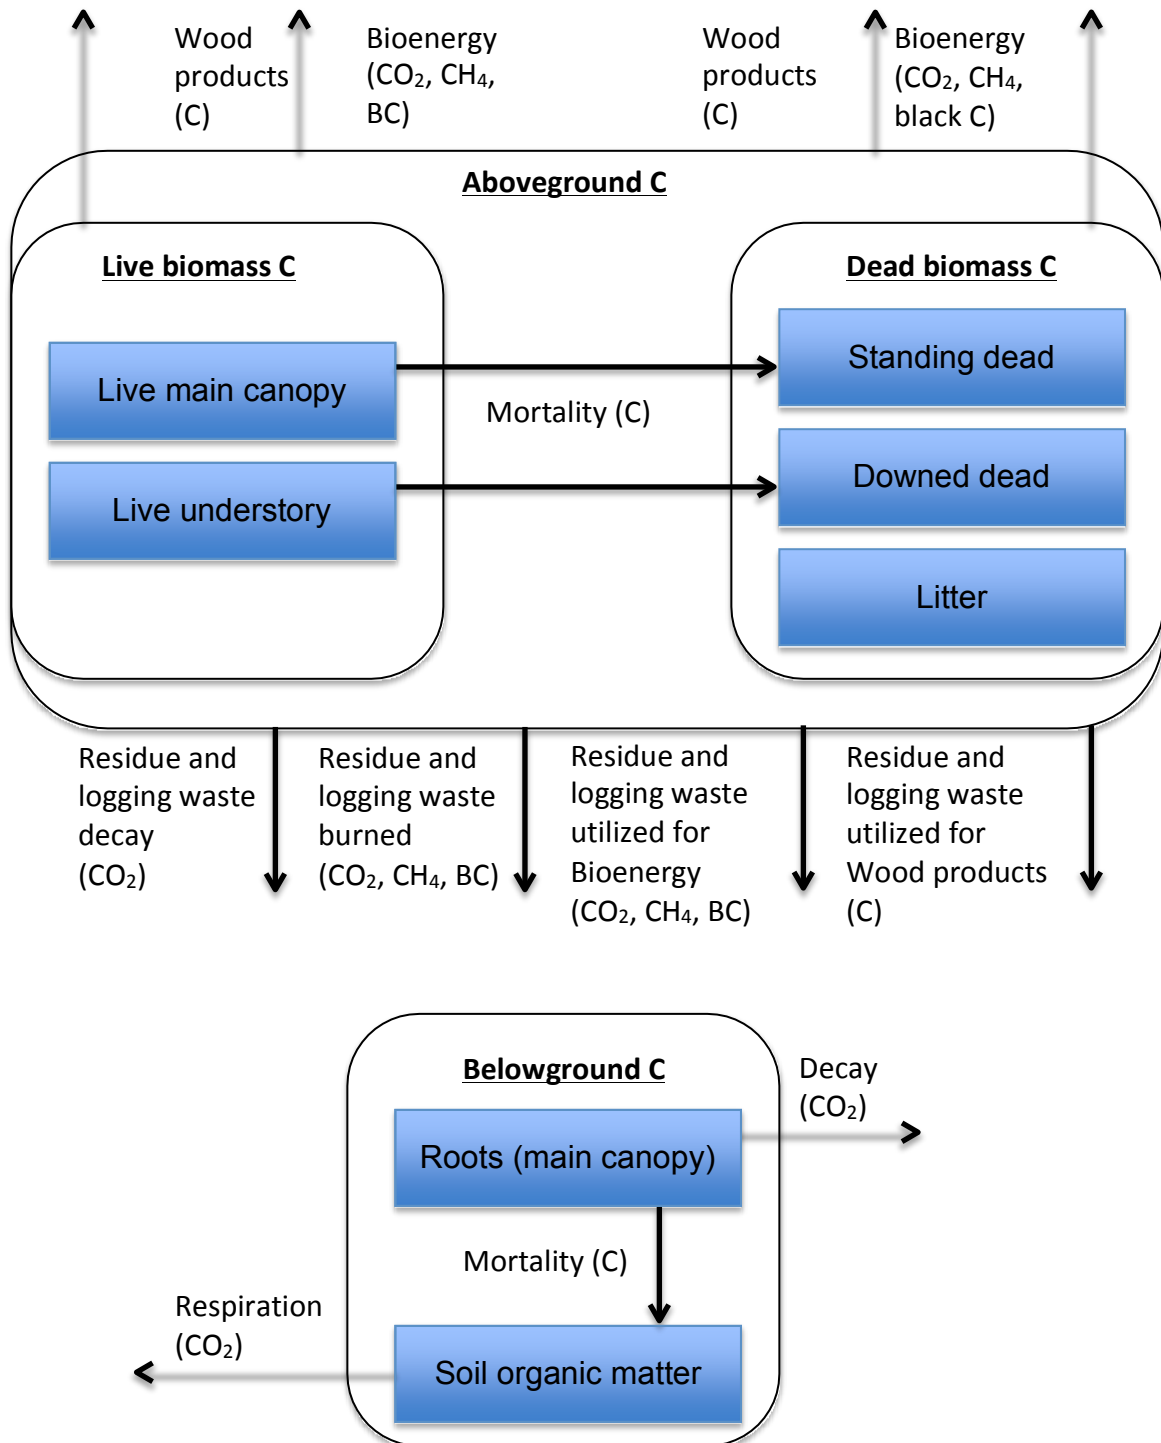 Wood
products
(C)
Bioenergy
(CO₂, CH₄,
BC)
Wood
products
(C)
Bioenergy
(CO₂, CH₄,
black C)
Aboveground C
Live biomass C
Live main canopy
Live understory
Mortality (C)
Dead biomass C
Standing dead
Downed dead
Litter
Residue and
logging waste
decay
(CO₂)
Residue and
logging waste
burned
(CO₂, CH₄, BC)
Residue and
logging waste
utilized for
Bioenergy
(CO₂, CH₄, BC)
Residue and
logging waste
utilized for
Wood products
(C)
Belowground C
Roots (main canopy)
Decay
(CO₂)
Mortality (C)
Respiration
(CO₂)
Soil organic matter